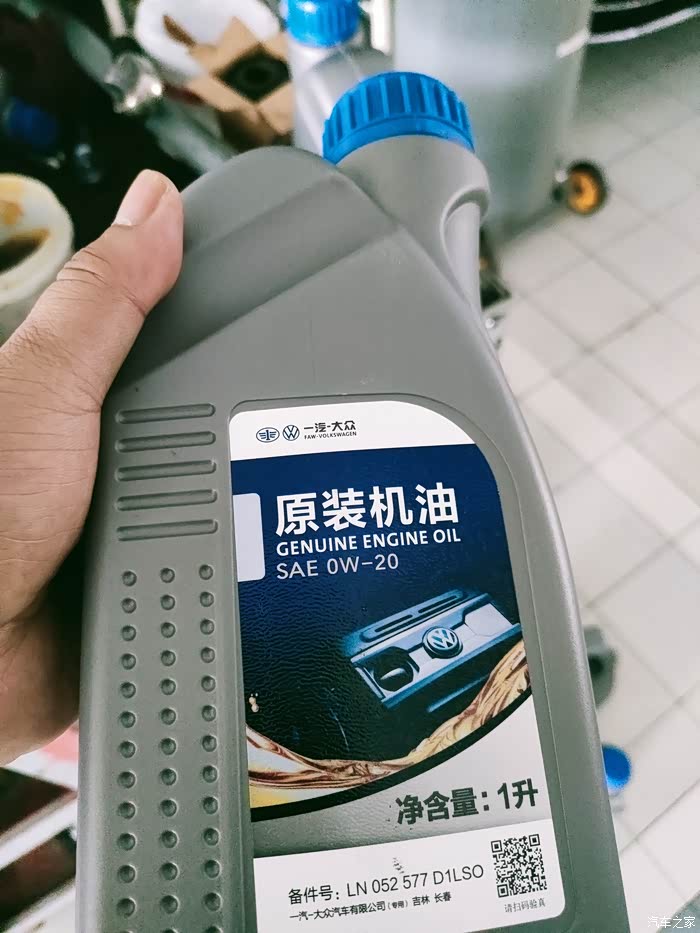 一汽-大众
FAW-VOLKSWAGEN
原装机油
GENUINE ENGINE OIL
SAE 0W-20
净含量：1升
备件号：LN 052 577 D1LSO
一汽-大众汽车有限公司（专用）吉林 长春
请扫码验真
汽车之家